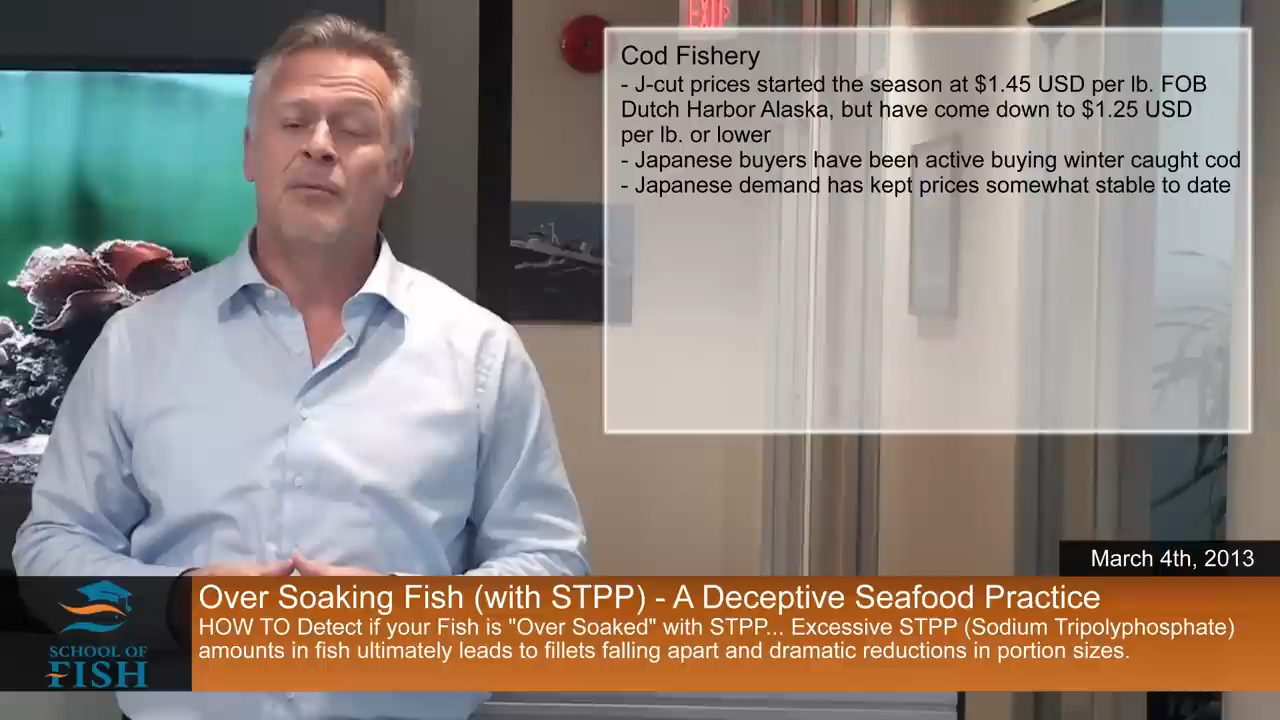 EXIT
Cod Fishery
- J-cut prices started the season at $1.45 USD per lb. FOB
Dutch Harbor Alaska, but have come down to $1.25 USD
per lb. or lower
- Japanese buyers have been active buying winter caught cod
- Japanese demand has kept prices somewhat stable to date
March 4th, 2013
Over Soaking Fish (with STPP) - A Deceptive Seafood Practice
HOW TO Detect if your Fish is "Over Soaked" with STPP... Excessive STPP (Sodium Tripolyphosphate)
amounts in fish ultimately leads to fillets falling apart and dramatic reductions in portion sizes.
SCHOOL OF
FISH